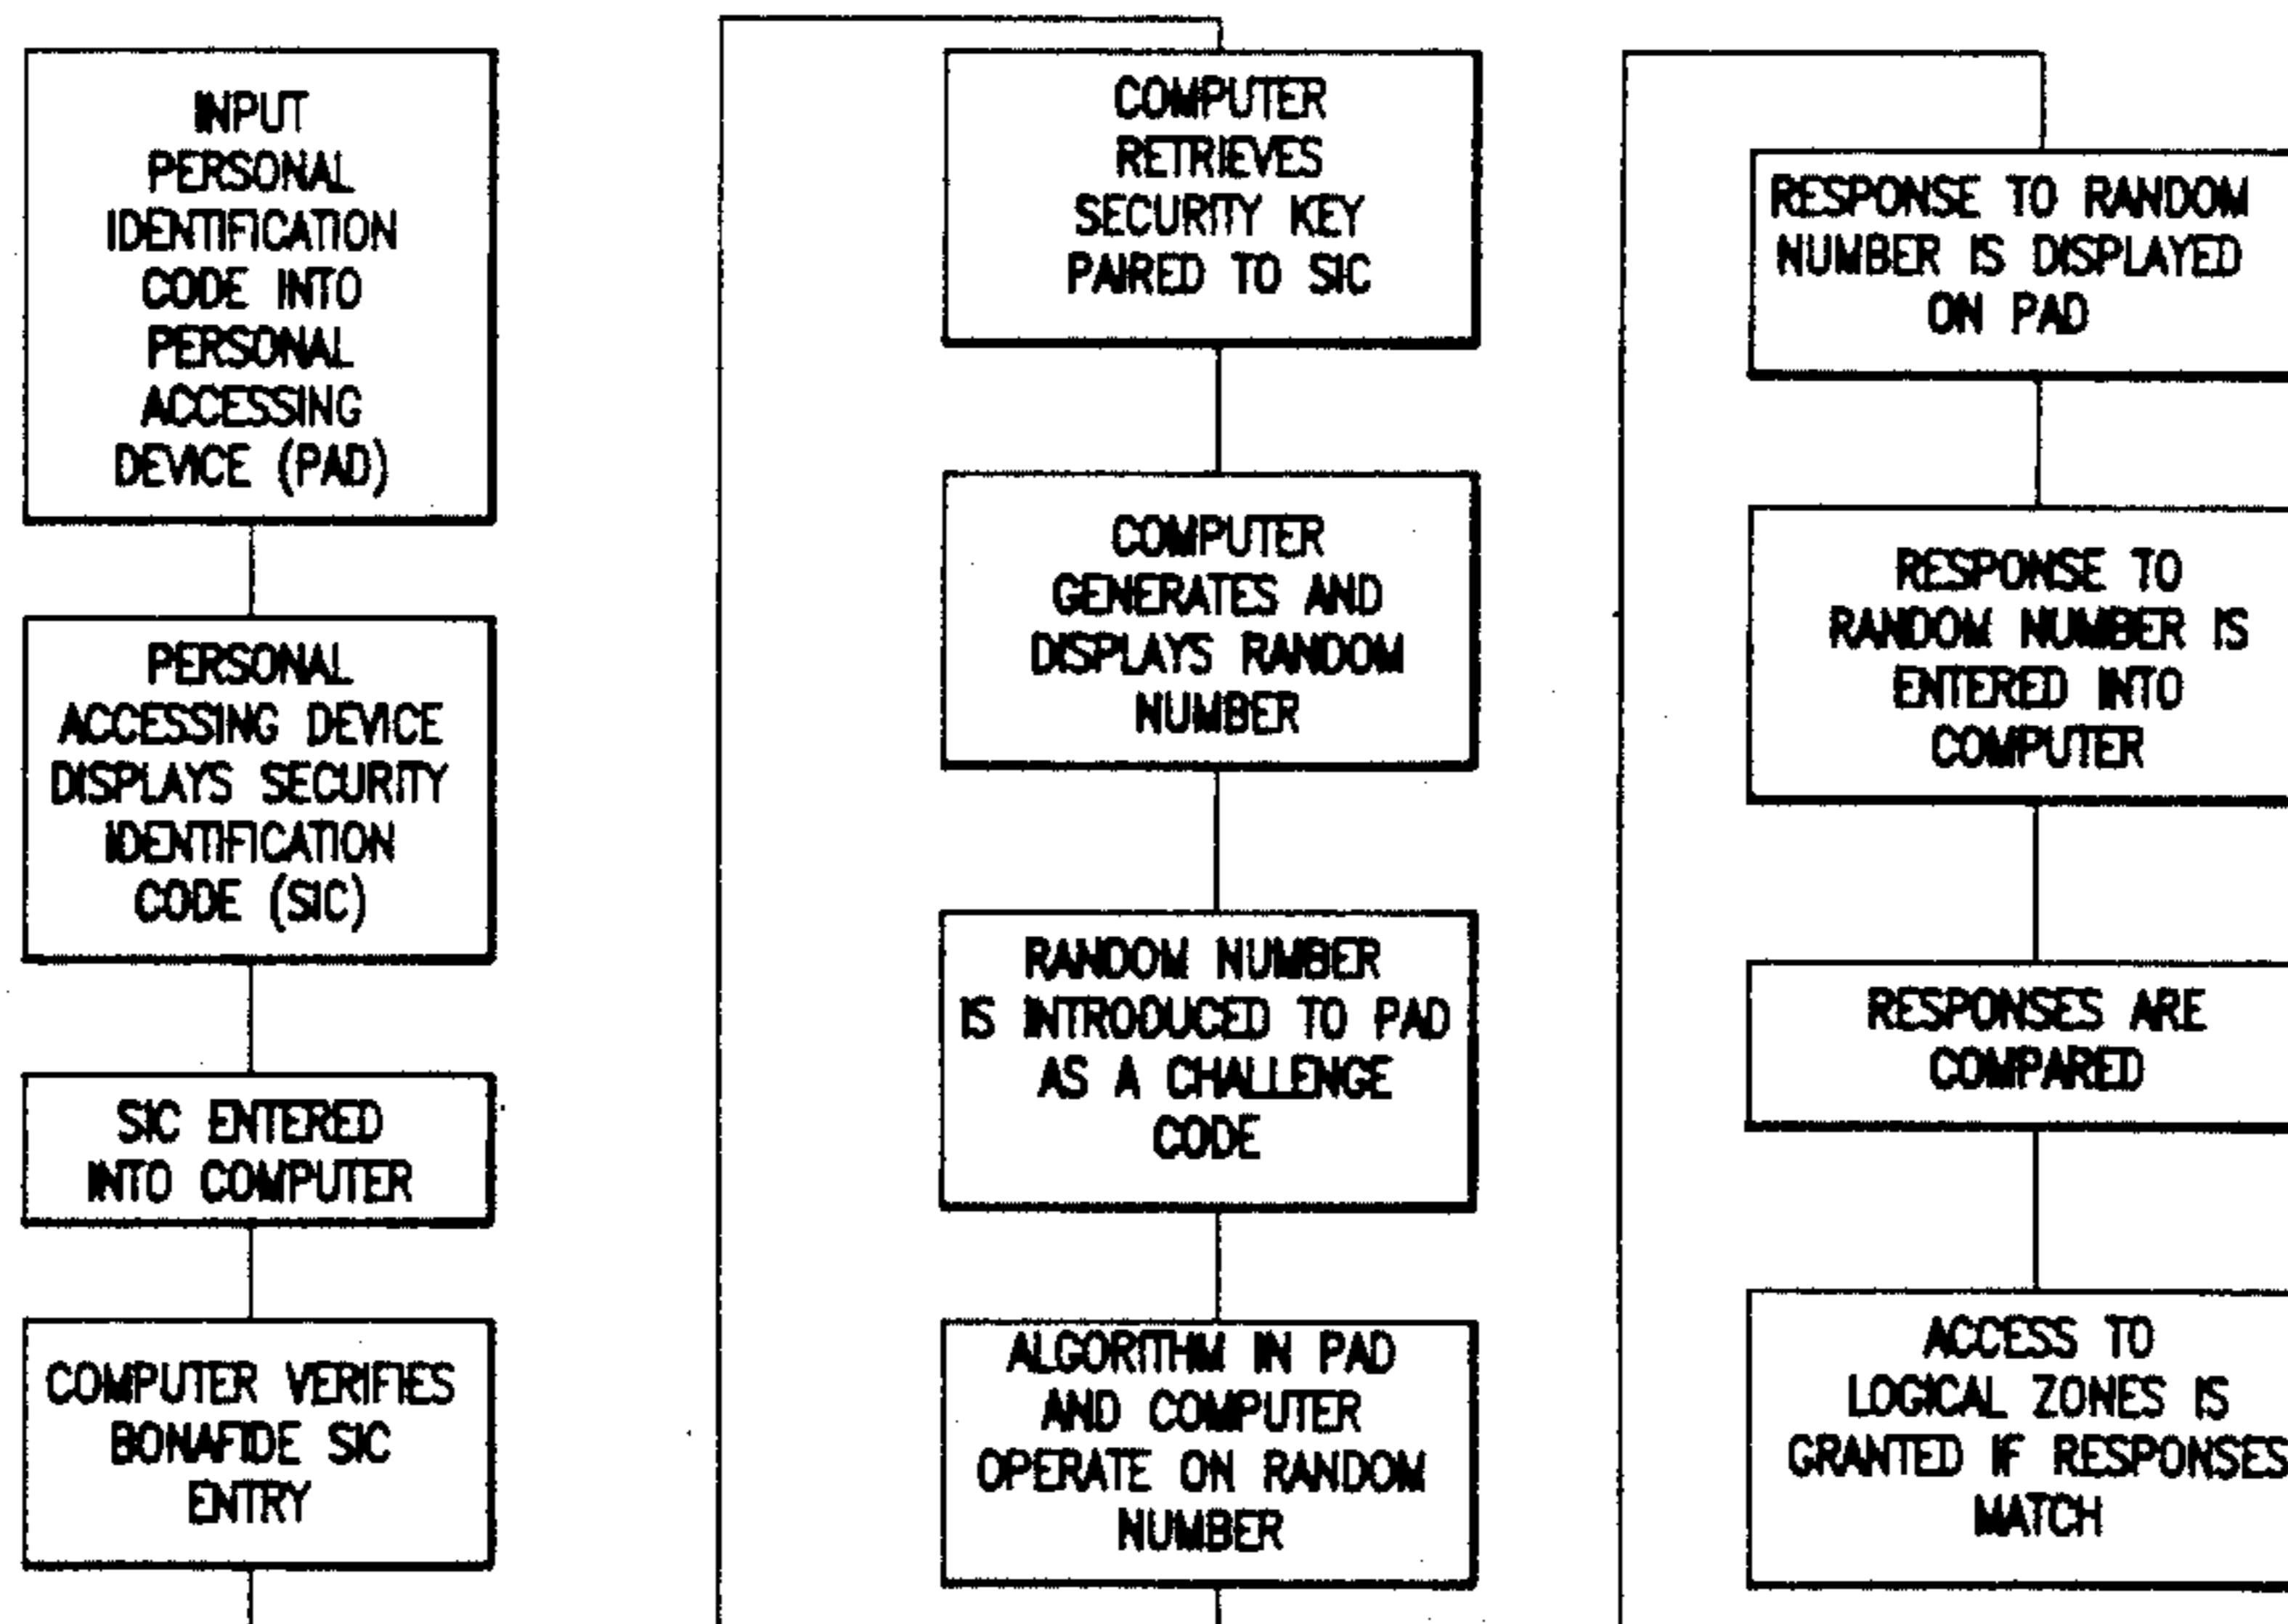 INPUT
PERSONAL
IDENTIFICATION
CODE INTO
PERSONAL
ACCESSING
DEVICE (PAD)
PERSONAL
ACCESSING DEVICE
DISPLAYS SECURITY
IDENTIFICATION
CODE (SIC)
SIC ENTERED
INTO COMPUTER
COMPUTER VERIFIES
BONAFIDE SIC
ENTRY
COMPUTER
RETRIEVES
SECURITY KEY
PAIRED TO SIC
COMPUTER
GENERATES AND
DISPLAYS RANDOM
NUMBER
RANDOM NUMBER
IS INTRODUCED TO PAD
AS A CHALLENGE
CODE
ALGORITHM IN PAD
AND COMPUTER
OPERATE ON RANDOM
NUMBER
RESPONSE TO RANDOM
NUMBER IS DISPLAYED
ON PAD
RESPONSE TO
RANDOM NUMBER IS
ENTERED INTO
COMPUTER
RESPONSES ARE
COMPARED
ACCESS TO
LOGICAL ZONES IS
GRANTED IF RESPONSES
MATCH